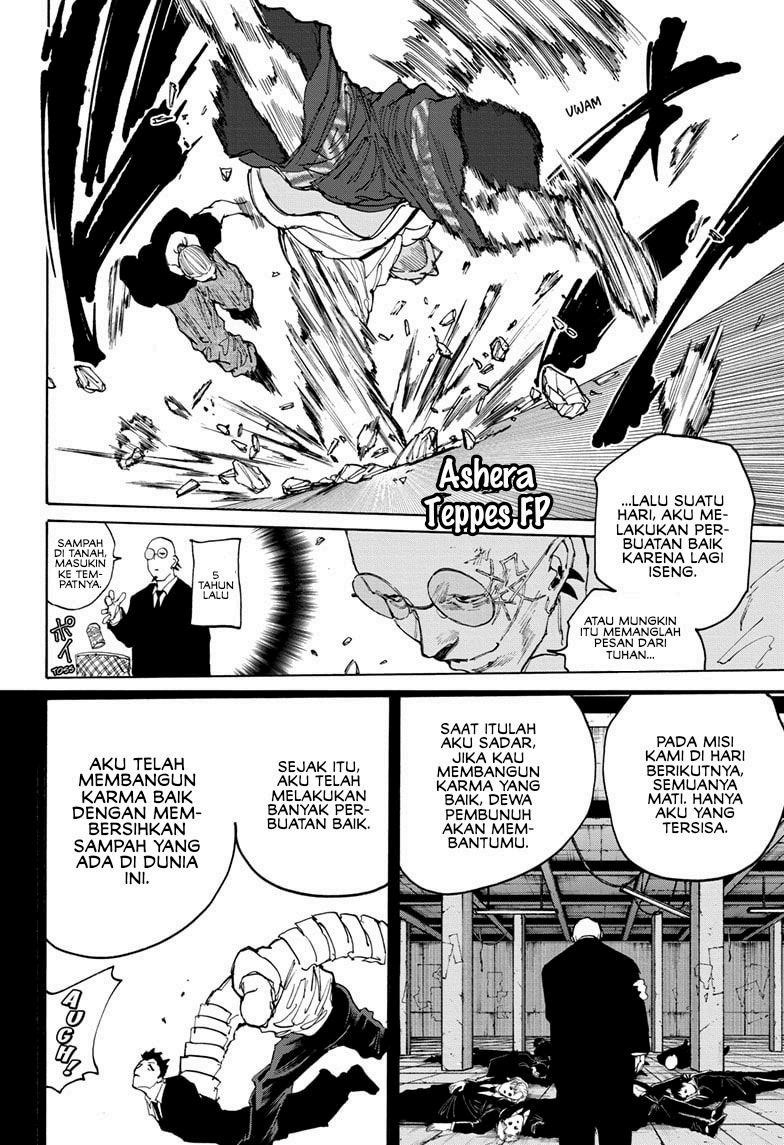 UWAM
Ashera
Teppes FP
...LALU SUATU
HARI, AKU ME-
LAKUKAN PER-
BUATAN BAIK
KARENA LAGI
ISENG.
ATAU MUNGKIN
ITU MEMANGLAH
PESAN DARI
TUHAN...
5
TAHUN
LALU
SAMPAH
DI TANAH,
MASUKIN
KE TEM-
PATNYA.
ポイ
TOSS
PADA MISI
KAMI DI HARI
BERIKUTNYA,
SEMUANYA
MATI. HANYA
AKU YANG
TERSISA.
SAAT ITULAH
AKU SADAR,
JIKA KAU
MEMBANGUN
KARMA YANG
BAIK, DEWA
PEMBUNUH
AKAN MEM-
BANTUMU.
SEJAK ITU,
AKU TELAH
MELAKUKAN
BANYAK PER-
BUATAN BAIK.
AKU TELAH
MEMBANGUN
KARMA BAIK
DENGAN MEM-
BERSIHKAN
SAMPAH YANG
ADA DI DUNIA
INI.
AUGH!